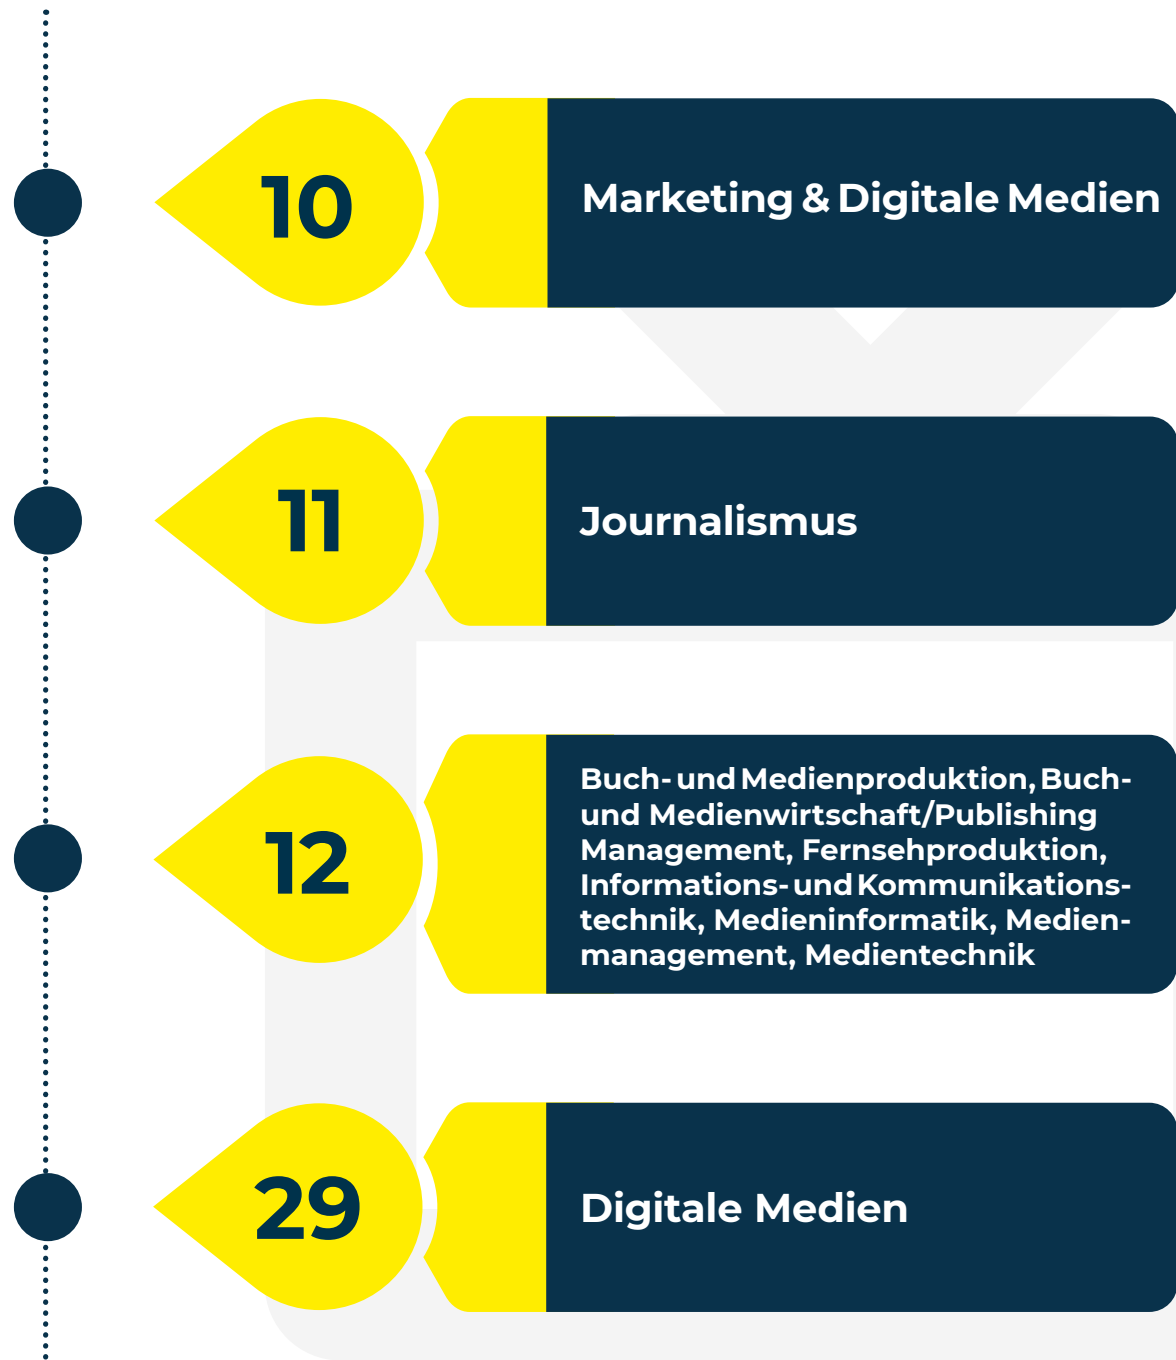 10
Marketing & Digitale Medien
11
Journalismus
12
Buch- und Medienproduktion, Buch-
und Medienwirtschaft/Publishing
Management, Fernsehproduktion,
Informations- und Kommunikations-
technik, Medieninformatik, Medien-
management, Medientechnik
29
Digitale Medien